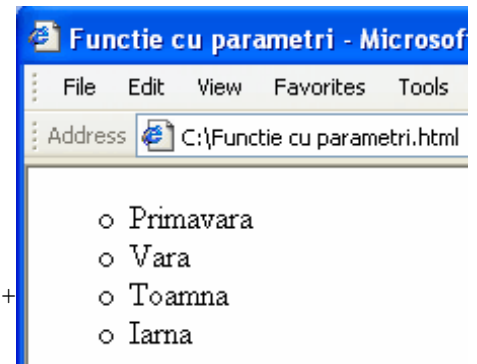 Functie cu parametri - Microsof
File Edit View Favorites Tools
Address C:\Functie cu parametri.html
o Primavara
o Vara
o Toamna
o Iarna
+